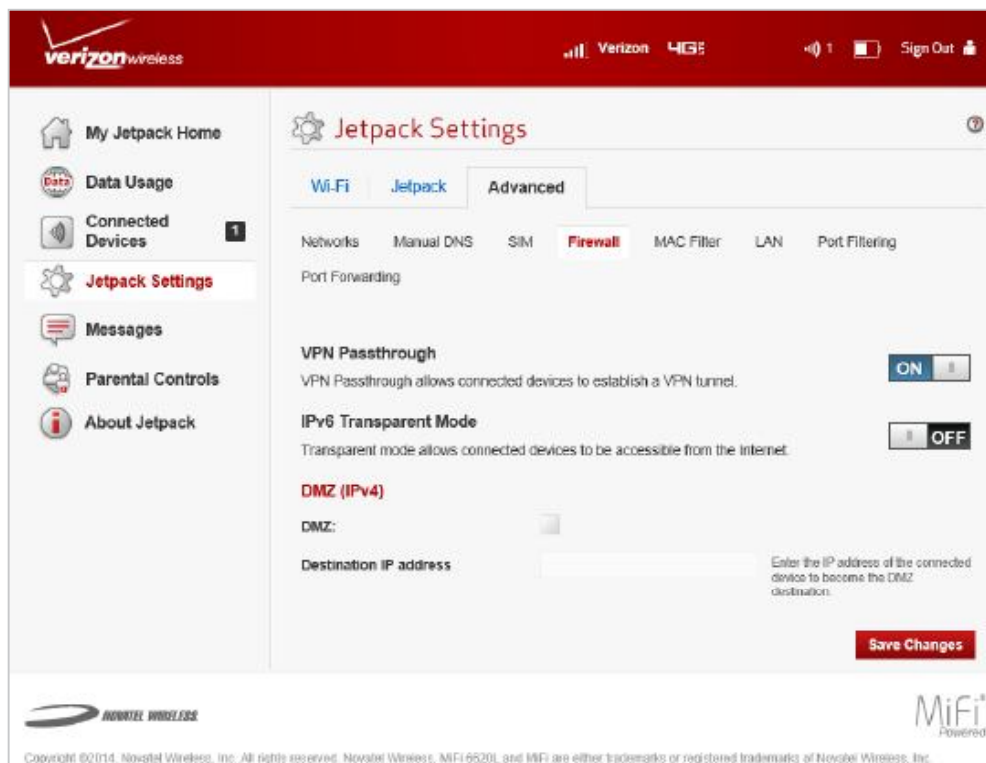 verizonwireless
Verizon 4G LTE
1
Sign Out
My Jetpack Home
Data
Data Usage
Connected
Devices
1
Jetpack Settings
Messages
Parental Controls
About Jetpack
Jetpack Settings
?
Wi-Fi Jetpack Advanced
Networks Manual DNS SIM Firewall MAC Filter LAN Port Filtering
Port Forwarding
VPN Passthrough
VPN Passthrough allows connected devices to establish a VPN tunnel.
ON
IPv6 Transparent Mode
Transparent mode allows connected devices to be accessible from the Internet.
OFF
DMZ (IPv4)
DMZ:
Destination IP address
Enter the IP address of the connected
device to become the DMZ
destination.
Save Changes
NOVATEL WIRELESS
MiFi
Powered
Copyright ©2014. Novatel Wireless, Inc. All rights reserved. Novatel Wireless, MiFi 6620L and MiFi are either trademarks or registered trademarks of Novatel Wireless, Inc.